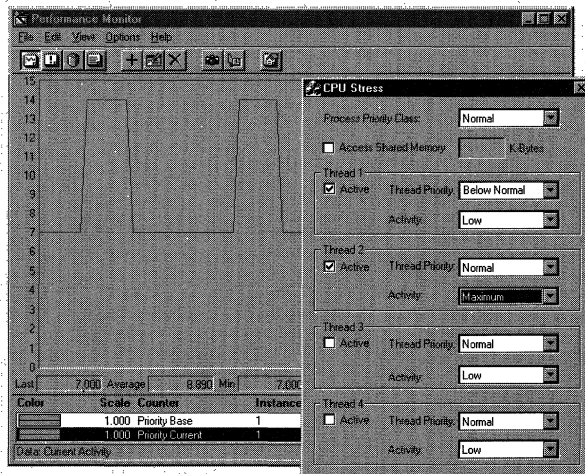 Performance Monitor
File Edit View Options Help
15
14
13
12
11
10
9
8
7
6
5
4
3
2
1
0
Last 7.000 Average 8.890 Min 7.000
Color Scale Counter Instance
1.000 Priority Base 1
1.000 Priority Current 1
Data: Current Activity
CPU Stress
Process Priority Class: Normal
Access Shared Memory K-Bytes
Thread 1
Active Thread Priority: Below Normal
Activity: Low
Thread 2
Active Thread Priority: Normal
Activity: Maximum
Thread 3
Active Thread Priority: Normal
Activity: Low
Thread 4
Active Thread Priority: Normal
Activity: Low